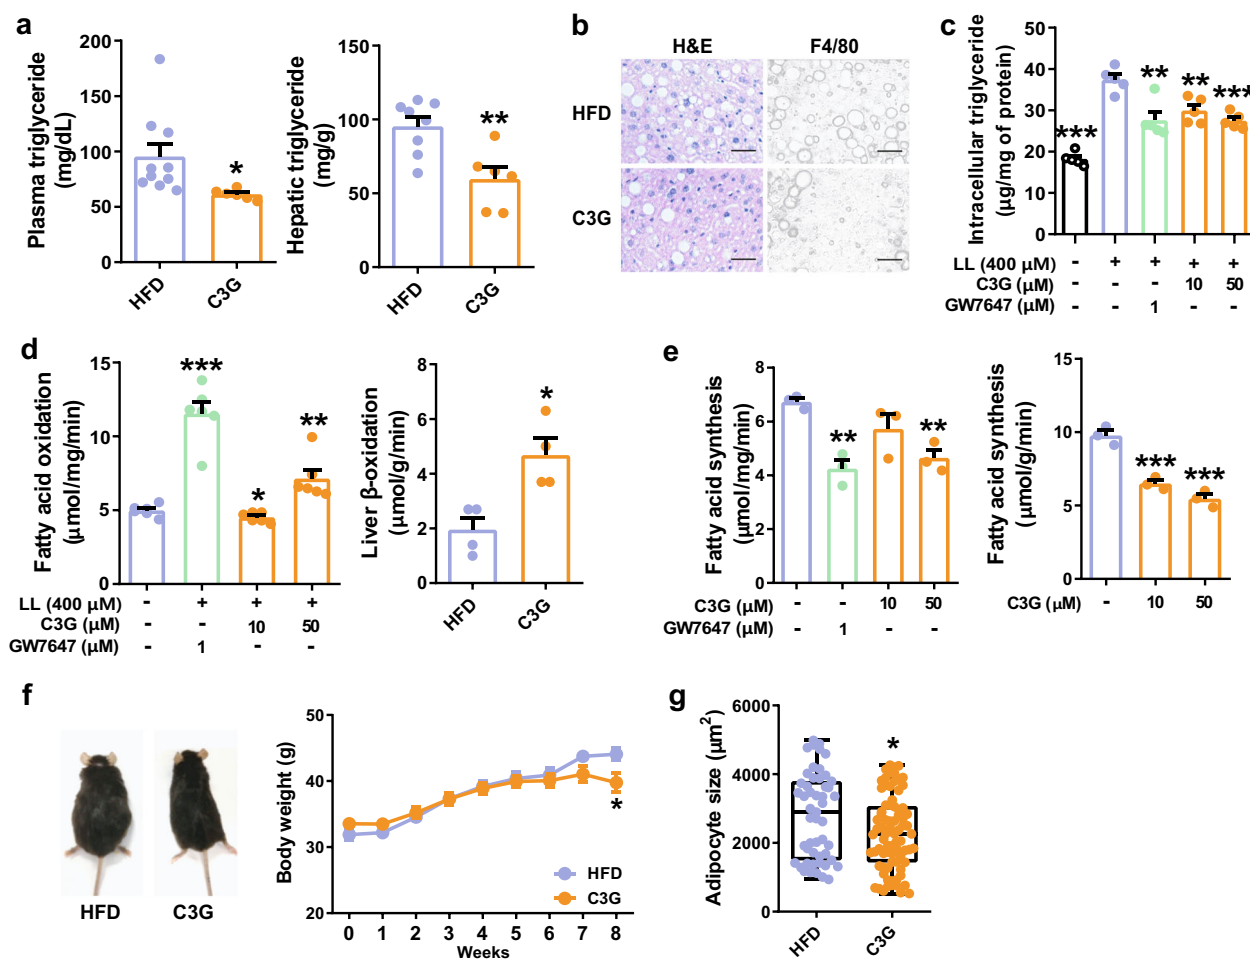 a
Plasma triglyceride
(mg/dL)
200
150
100
50
0
*
HFD
C3G
Hepatic triglyceride
(mg/g)
150
100
50
0
**
HFD
C3G
b
H&E
F4/80
HFD
C3G
c
Intracellular triglyceride
(µg/mg of protein)
50
40
30
20
10
0
***
**
**
***
LL (400 µM) - + + + +
C3G (µM) - - - 10 50
GW7647 (µM) - - 1 - -
d
Fatty acid oxidation
(µmol/mg/min)
15
10
5
0
***
*
**
LL (400 µM) - + + +
C3G (µM) - - 10 50
GW7647 (µM) - 1 - -
Liver β-oxidation
(µmol/g/min)
8
6
4
2
0
*
HFD
C3G
e
Fatty acid synthesis
(µmol/mg/min)
8
6
4
2
0
**
**
C3G (µM) - - 10 50
GW7647 (µM) - 1 - -
Fatty acid synthesis
(µmol/g/min)
15
10
5
0
***
***
C3G (µM) - 10 50
f
HFD
C3G
Body weight (g)
50
40
30
20
*
HFD
C3G
0 1 2 3 4 5 6 7 8
Weeks
g
Adipocyte size (µm²)
6000
4000
2000
0
*
HFD
C3G